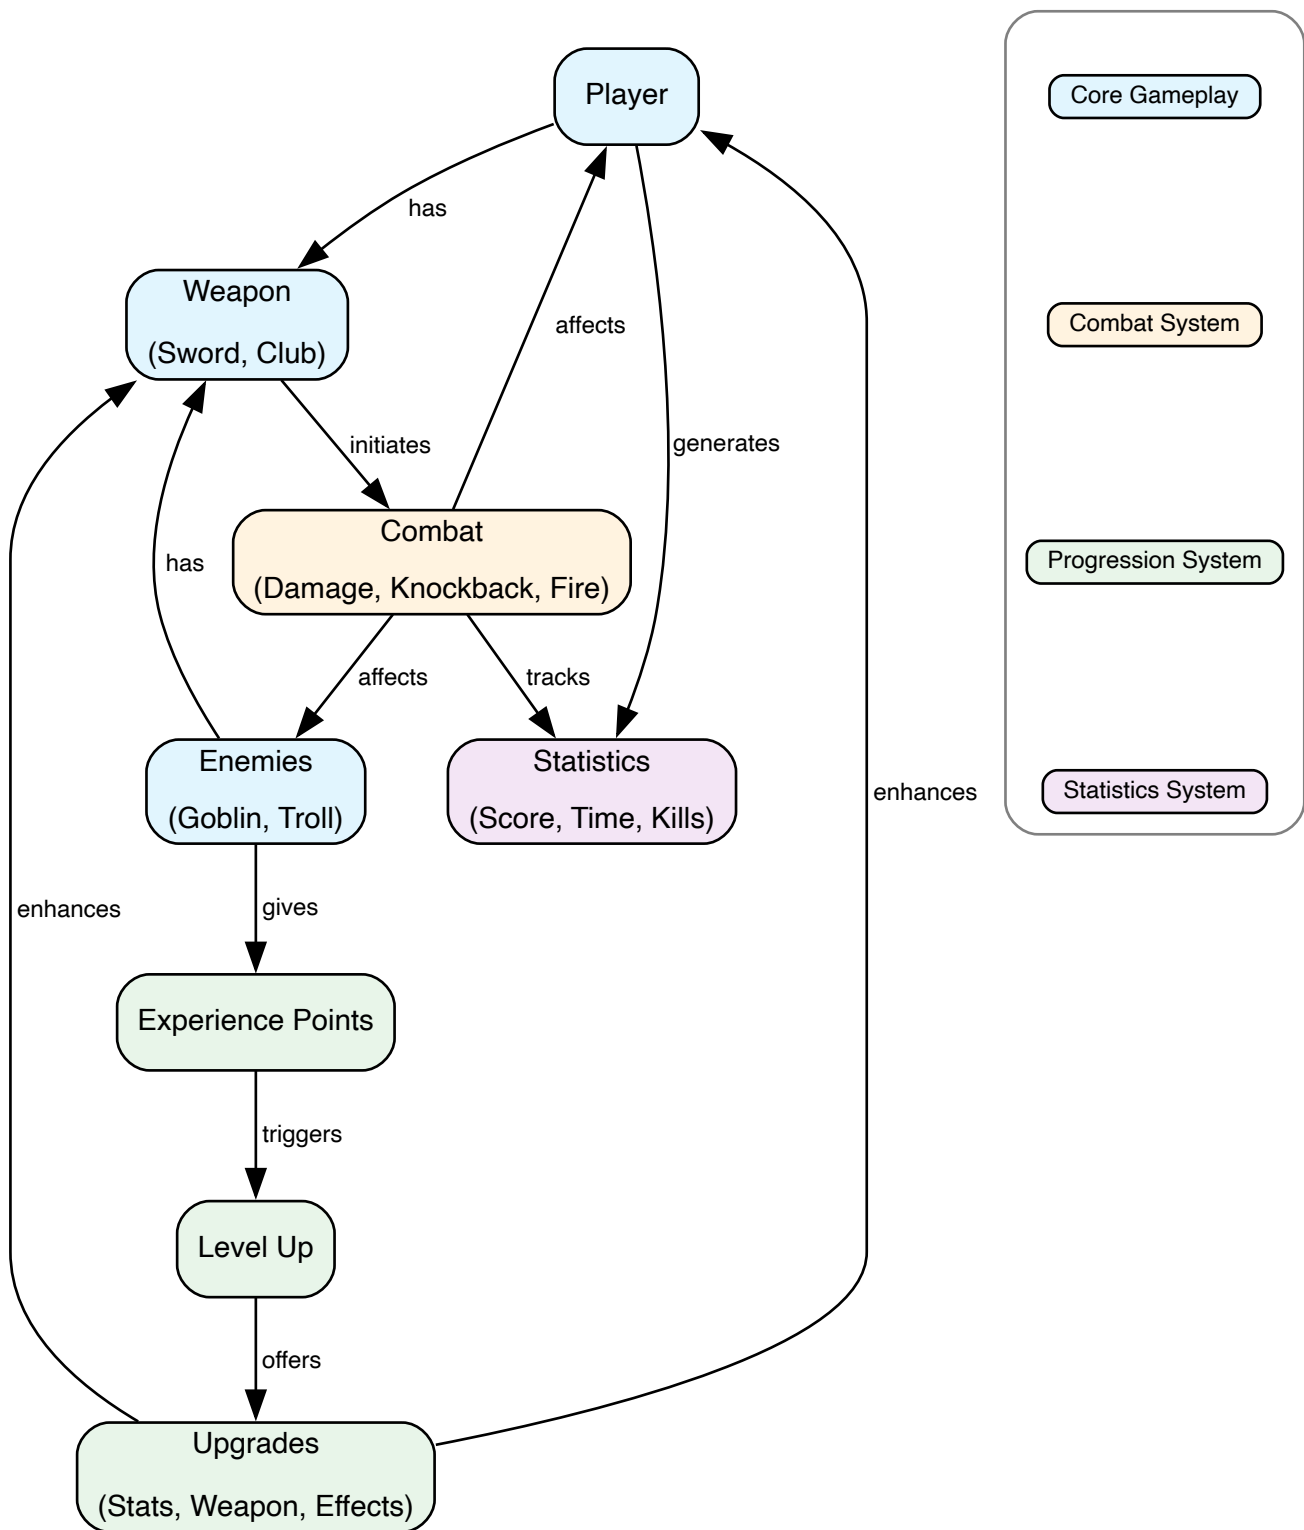 Player
Core Gameplay
has
Weapon
(Sword, Club)
affects
Combat System
initiates
generates
Combat
(Damage, Knockback, Fire)
has
Progression System
affects
tracks
Enemies
(Goblin, Troll)
Statistics
(Score, Time, Kills)
enhances
Statistics System
enhances
gives
Experience Points
triggers
Level Up
offers
Upgrades
(Stats, Weapon, Effects)